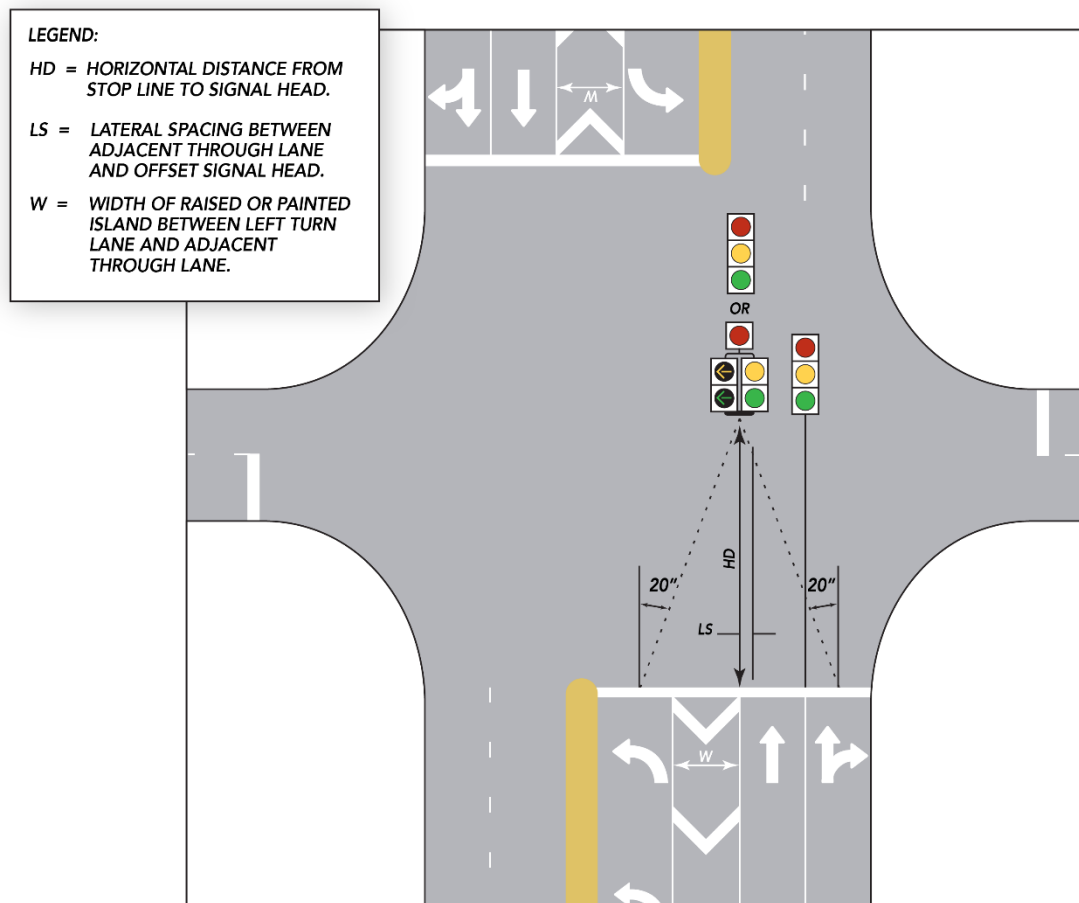 LEGEND:
HD = HORIZONTAL DISTANCE FROM
STOP LINE TO SIGNAL HEAD.
LS = LATERAL SPACING BETWEEN
ADJACENT THROUGH LANE
AND OFFSET SIGNAL HEAD.
W = WIDTH OF RAISED OR PAINTED
ISLAND BETWEEN LEFT TURN
LANE AND ADJACENT
THROUGH LANE.
W
OR
HD
20”
20”
LS
W